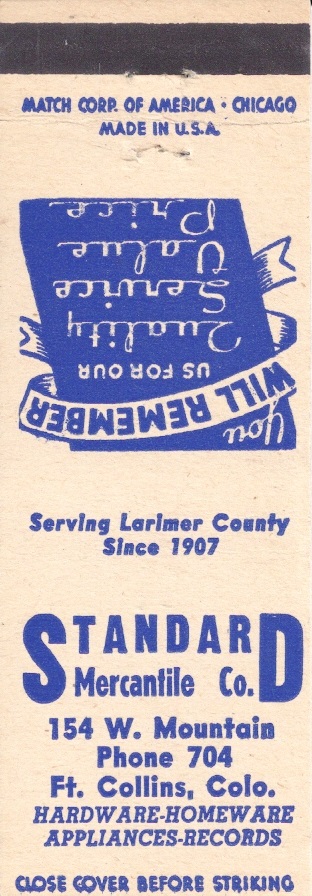 MATCH CORP. OF AMERICA · CHICAGO
MADE IN U.S.A.
You
WILL REMEMBER
US FOR OUR
Quality
Service
Value
Price
Serving Larimer County
Since 1907
STANDARD
Mercantile Co.
154 W. Mountain
Phone 704
Ft. Collins, Colo.
HARDWARE-HOMEWARE
APPLIANCES-RECORDS
CLOSE COVER BEFORE STRIKING